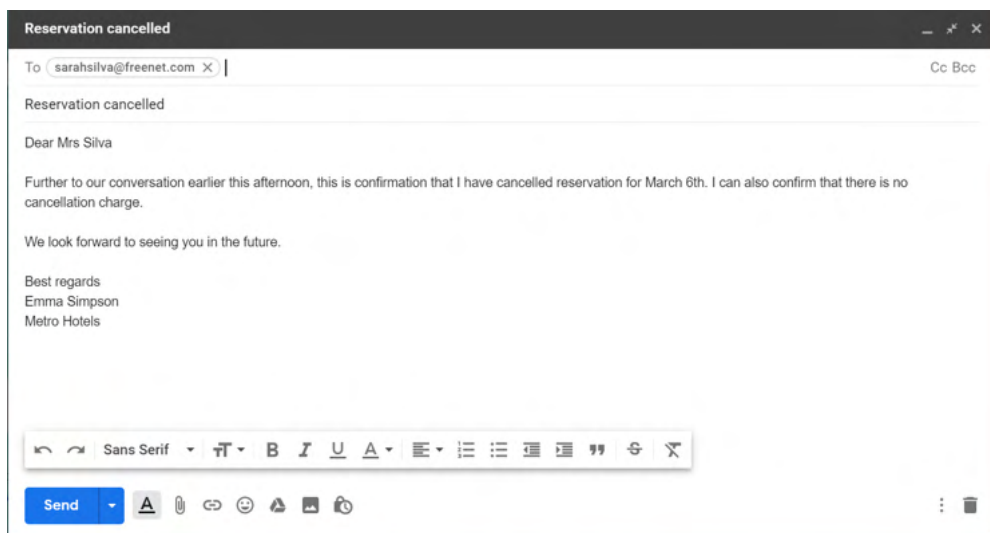 Reservation cancelled
To sarahsilva@freenet.com Cc Bcc
Reservation cancelled
Dear Mrs Silva
Further to our conversation earlier this afternoon, this is confirmation that I have cancelled reservation for March 6th. I can also confirm that there is no
cancellation charge.
We look forward to seeing you in the future.
Best regards
Emma Simpson
Metro Hotels
Sans Serif
Send